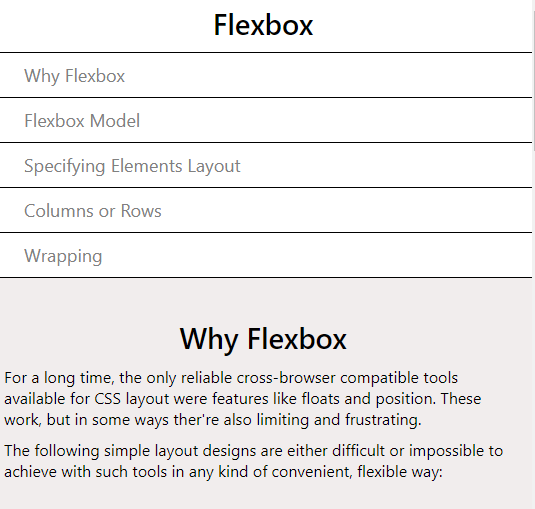 Flexbox
Why Flexbox
Flexbox Model
Specifying Elements Layout
Columns or Rows
Wrapping
Why Flexbox
For a long time, the only reliable cross-browser compatible tools
available for CSS layout were features like floats and position. These
work, but in some ways ther're also limiting and frustrating.
The following simple layout designs are either difficult or impossible to
achieve with such tools in any kind of convenient, flexible way: